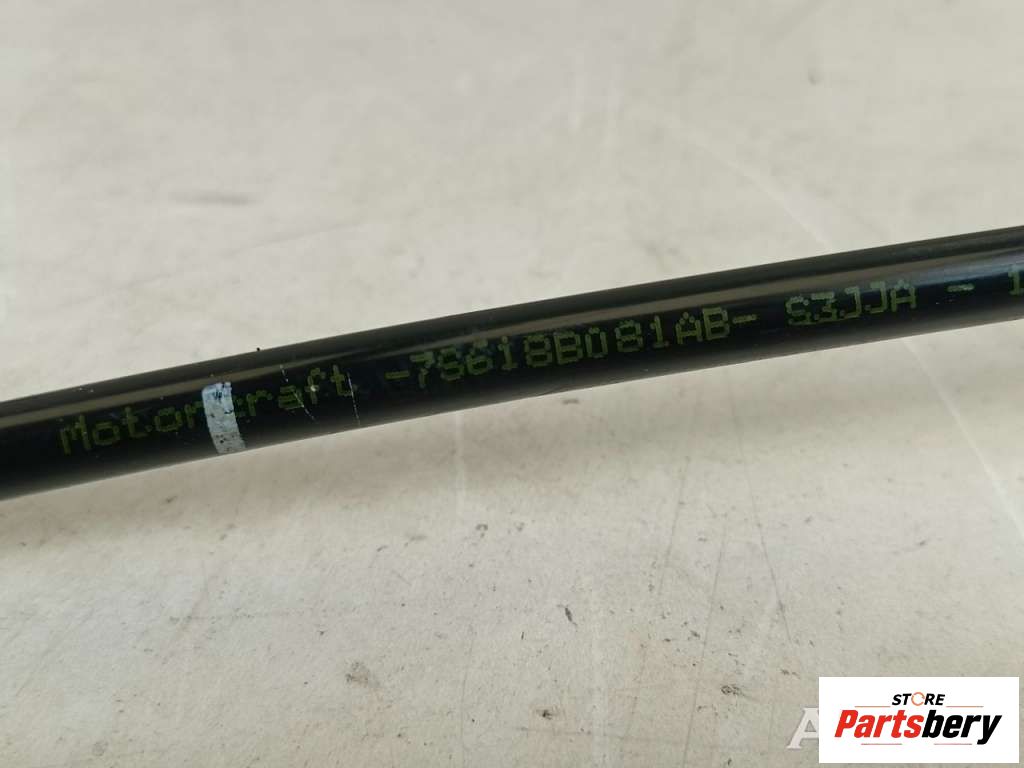 Motorcraft -7S618B081AB- S3JJA -
STORE
Partsbery